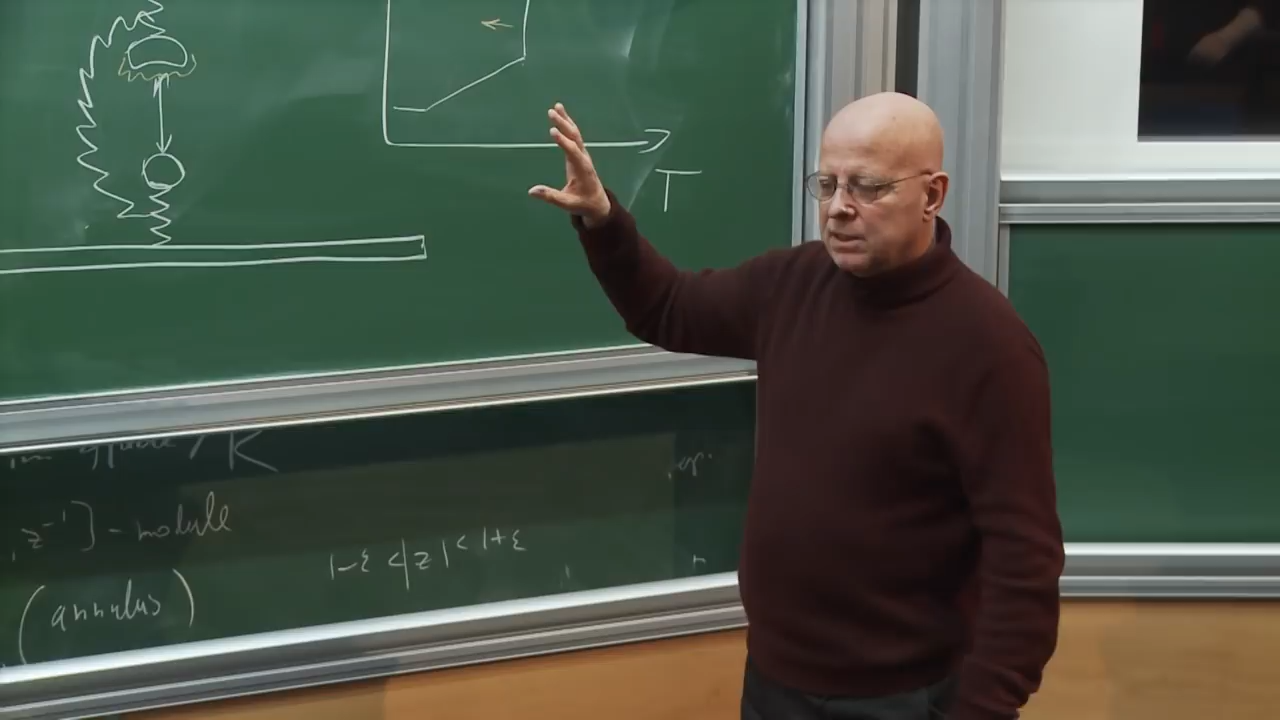 T
K
, z⁻¹] - module
1-ε <|z|< 1+ε
(annulus)